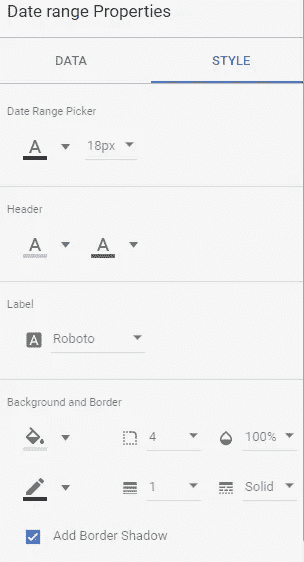 Date range Properties
DATA STYLE
Date Range Picker
A 18px
Header
A A
Label
A Roboto
Background and Border
4 100%
1 Solid
Add Border Shadow